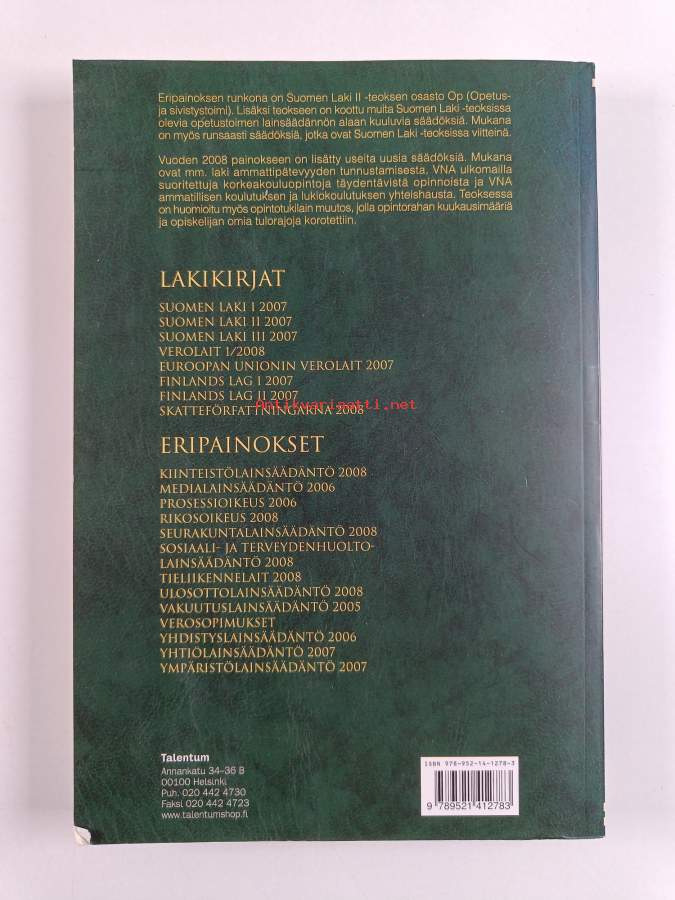 Eripainoksen runkona on Suomen Laki II -teoksen osasto Op (Opetus-
ja sivistystoimi). Lisäksi teokseen on koottu muita Suomen Laki -teoksissa
olevia opetustoimen lainsäädännön alaan kuuluvia säädöksiä. Mukana
on myös runsaasti säädöksiä, jotka ovat Suomen Laki -teoksissa viitteinä.
Vuoden 2008 painokseen on lisätty useita uusia säädöksiä. Mukana
ovat mm. laki ammattipätevyyden tunnustamisesta, VNA ulkomailla
suoritettuja korkeakouluopintoja täydentävistä opinnoista ja VNA
ammatillisen koulutuksen ja lukiokoulutuksen yhteishausta. Teoksessa
on huomioitu myös opintotukilain muutos, jolla opintorahan kuukausimääriä
ja opiskelijan omia tulorajoja korotettiin.
LAKIKIRJAT
SUOMEN LAKI I 2007
SUOMEN LAKI II 2007
SUOMEN LAKI III 2007
VEROLAIT 1/2008
EUROOPAN UNIONIN VEROLAIT 2007
FINLANDS LAG I 2007
FINLANDS LAG II 2007
Antikvariaatti.net
SKATTEFÖRFATTNINGARNA 2008
ERIPAINOKSET
KIINTEISTÖLAINSÄÄDÄNTÖ 2008
MEDIALAINSÄÄDÄNTÖ 2006
PROSESSIOIKEUS 2006
RIKOSOIKEUS 2008
SEURAKUNTALAINSÄÄDÄNTÖ 2008
SOSIAALI- JA TERVEYDENHUOLTO-
LAINSÄÄDÄNTÖ 2008
TIELIIKENNELAIT 2008
ULOSOTTOLAINSÄÄDÄNTÖ 2008
VAKUUTUSLAINSÄÄDÄNTÖ 2005
VEROSOPIMUKSET
YHDISTYSLAINSÄÄDÄNTÖ 2006
YHTIÖLAINSÄÄDÄNTÖ 2007
YMPÄRISTÖLAINSÄÄDÄNTÖ 2007
Talentum
Annankatu 34–36 B
00100 Helsinki
Puh. 020 442 4730
Faksi 020 442 4723
www.talentumshop.fi
ISBN 978-952-14-1278-3
9 789521 412783